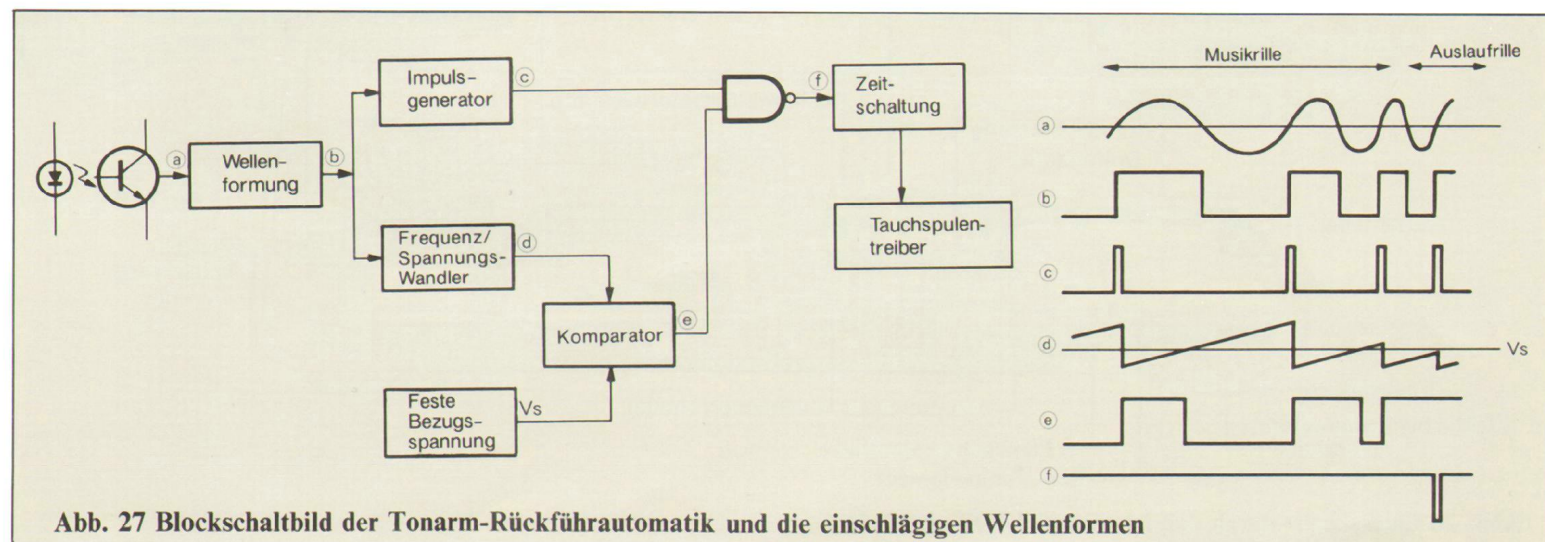 Impuls-
generator
ⓒ
ⓕ
Zeit-
schaltung
ⓐ
Wellen-
formung
ⓑ
Frequenz/
Spannungs-
Wandler
ⓓ
Komparator
ⓔ
Feste
Bezugs-
spannung
Vs
Tauchspulen-
treiber
Musikrille
Auslaufrille
ⓐ
ⓑ
ⓒ
ⓓ
Vs
ⓔ
ⓕ
Abb. 27 Blockschaltbild der Tonarm-Rückführautomatik und die einschlägigen Wellenformen